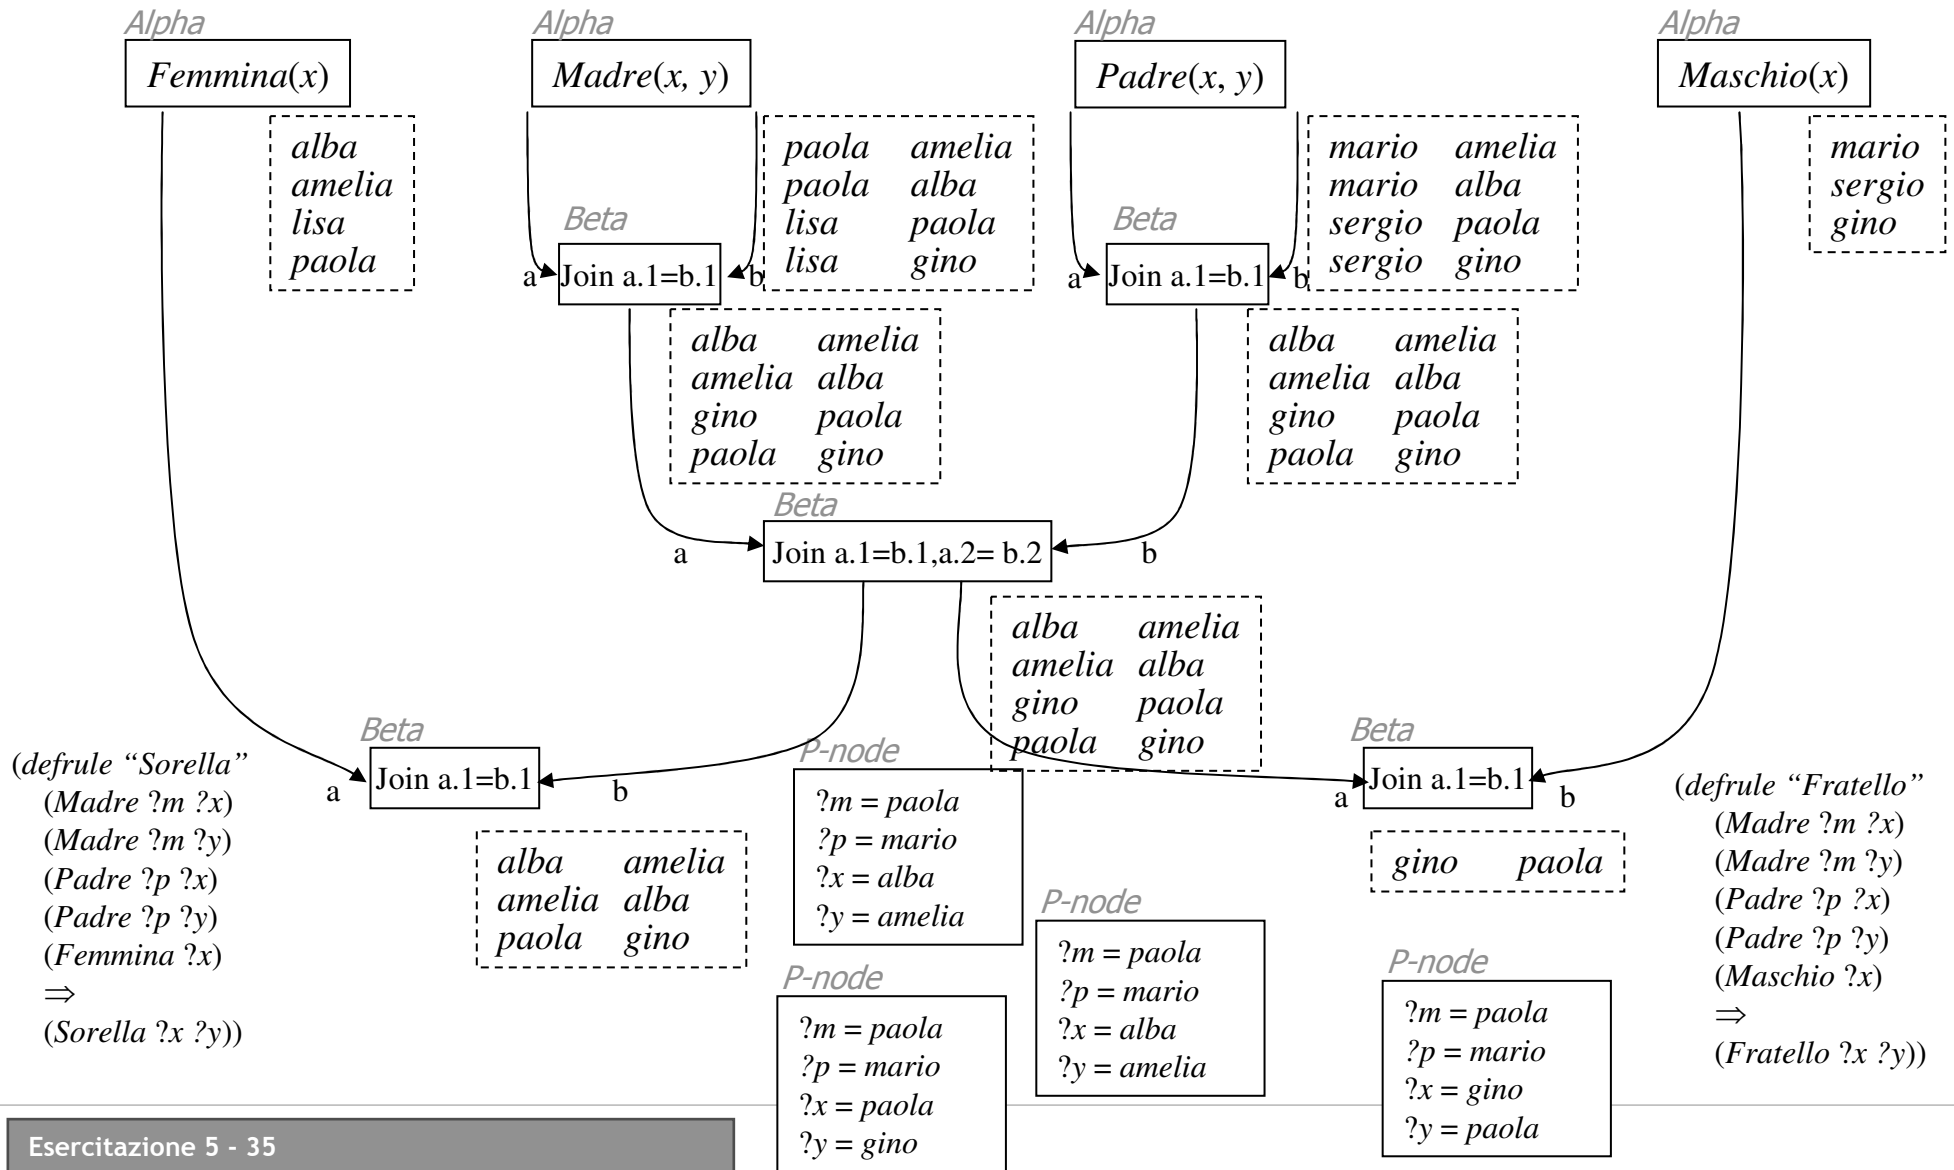 Alpha
Femmina(x)
alba
amelia
lisa
paola
Alpha
Madre(x, y)
paola amelia
paola alba
lisa paola
lisa gino
Alpha
Padre(x, y)
mario amelia
mario alba
sergio paola
sergio gino
Alpha
Maschio(x)
mario
sergio
gino
Beta
a
Join a.1=b.1
b
alba amelia
amelia alba
gino paola
paola gino
Beta
a
Join a.1=b.1
b
alba amelia
amelia alba
gino paola
paola gino
Beta
a
Join a.1=b.1,a.2= b.2
b
alba amelia
amelia alba
gino paola
paola gino
(defrule “Sorella”
(Madre ?m ?x)
(Madre ?m ?y)
(Padre ?p ?x)
(Padre ?p ?y)
(Femmina ?x)
⇒
(Sorella ?x ?y))
Beta
a
Join a.1=b.1
b
alba amelia
amelia alba
paola gino
P-node
?m = paola
?p = mario
?x = alba
?y = amelia
P-node
?m = paola
?p = mario
?x = paola
?y = gino
P-node
?m = paola
?p = mario
?x = alba
?y = amelia
Beta
a
Join a.1=b.1
b
gino paola
P-node
?m = paola
?p = mario
?x = gino
?y = paola
(defrule “Fratello”
(Madre ?m ?x)
(Madre ?m ?y)
(Padre ?p ?x)
(Padre ?p ?y)
(Maschio ?x)
⇒
(Fratello ?x ?y))
Esercitazione 5 - 35